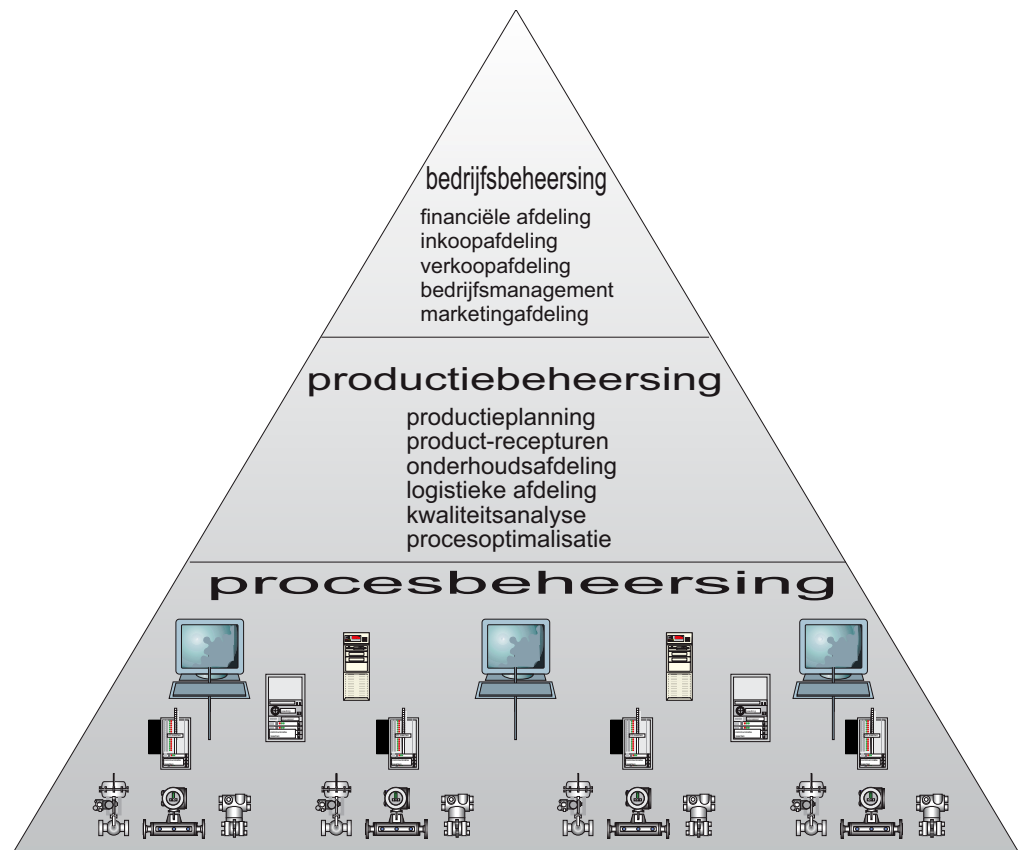 bedrijfsbeheersing
financiële afdeling
inkoopafdeling
verkoopafdeling
bedrijfsmanagement
marketingafdeling
productiebeheersing
productieplanning
product-recepturen
onderhoudsafdeling
logistieke afdeling
kwaliteitsanalyse
procesoptimalisatie
procesbeheersing